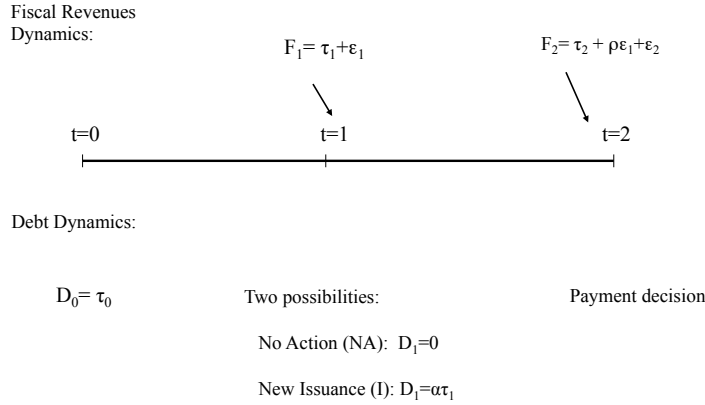 Fiscal Revenues
Dynamics:
F₁= τ₁+ε₁
F₂= τ₂ + ρε₁+ε₂
t=0
t=1
t=2
Debt Dynamics:
D₀= τ₀
Two possibilities:
Payment decision
No Action (NA): D₁=0
New Issuance (I): D₁=ατ₁